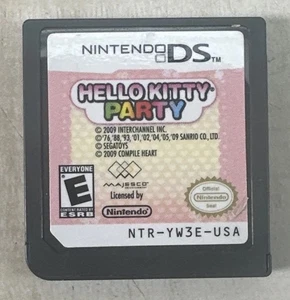 NINTENDO DS™
HELLO KITTY
PARTY
© 2009 INTERCHANNEL INC.
©'76,'88,'93,'01,'02,'04,'05,'09 SANRIO CO., LTD.
© SEGATOYS
© 2009 COMPILE HEART
EVERYONE
E
ESRB
MAJESCO
Licensed by
Nintendo
Official
Nintendo
Seal
NTR-YW3E-USA